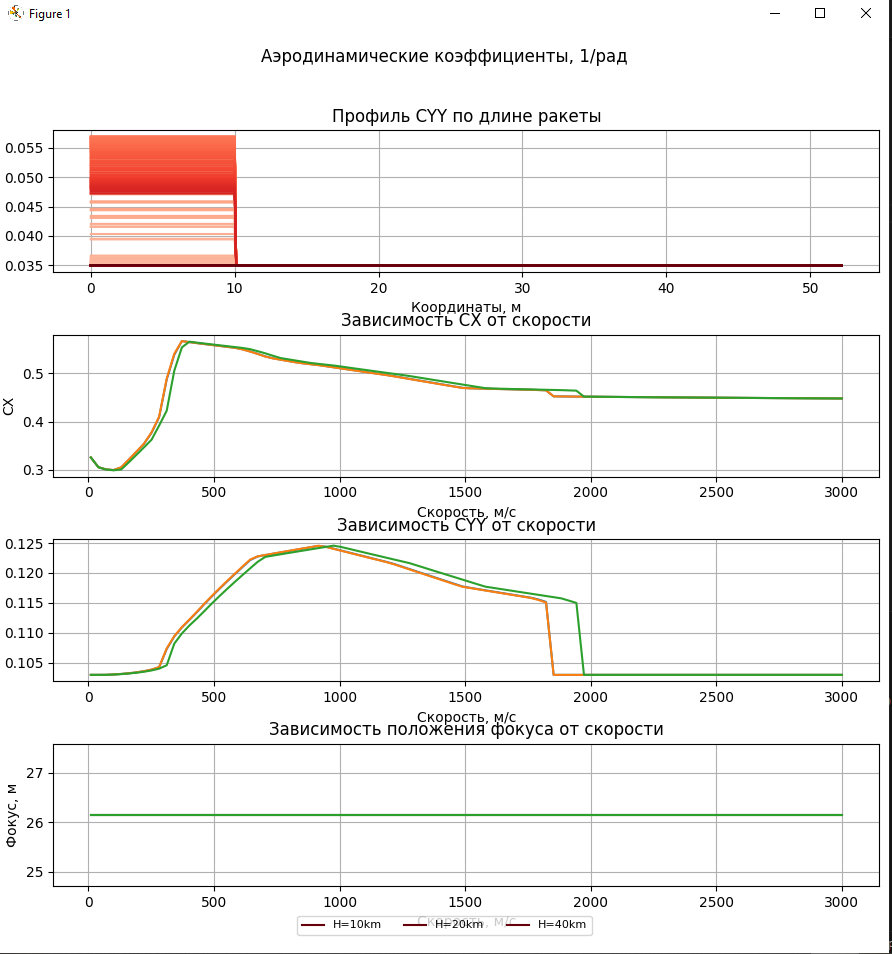 Figure 1
Аэродинамические коэффициенты, 1/рад
Профиль CYY по длине ракеты
0.055
0.050
0.045
0.040
0.035
0 10 20 30 40 50
Координаты, м
Зависимость CX от скорости
CX
0.5
0.4
0.3
0 500 1000 1500 2000 2500 3000
Скорость, м/с
Зависимость CYY от скорости
0.125
0.120
0.115
0.110
0.105
0 500 1000 1500 2000 2500 3000
Скорость, м/с
Зависимость положения фокуса от скорости
Фокус, м
27
26
25
0 500 1000 1500 2000 2500 3000
Скорость, м/с
H=10km H=20km H=40km